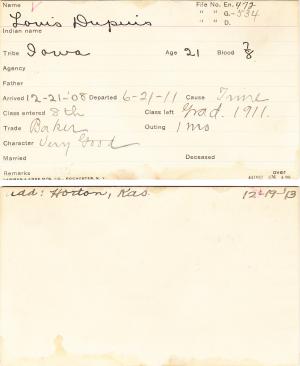 Name File No. En. 472
Louis Dupuis " " G. 534
Indian name " " D.
Tribe Iowa Age 21 Blood 7/8
Agency
Father
Arrived 12-21-'08 Departed 6-21-11 Cause Time
Class entered 8th Class left Grad. 1911.
Trade Baker Outing 1 mo
Character Very Good
Married Deceased
Remarks over
Add: Horton, Kas. 12-19-'13